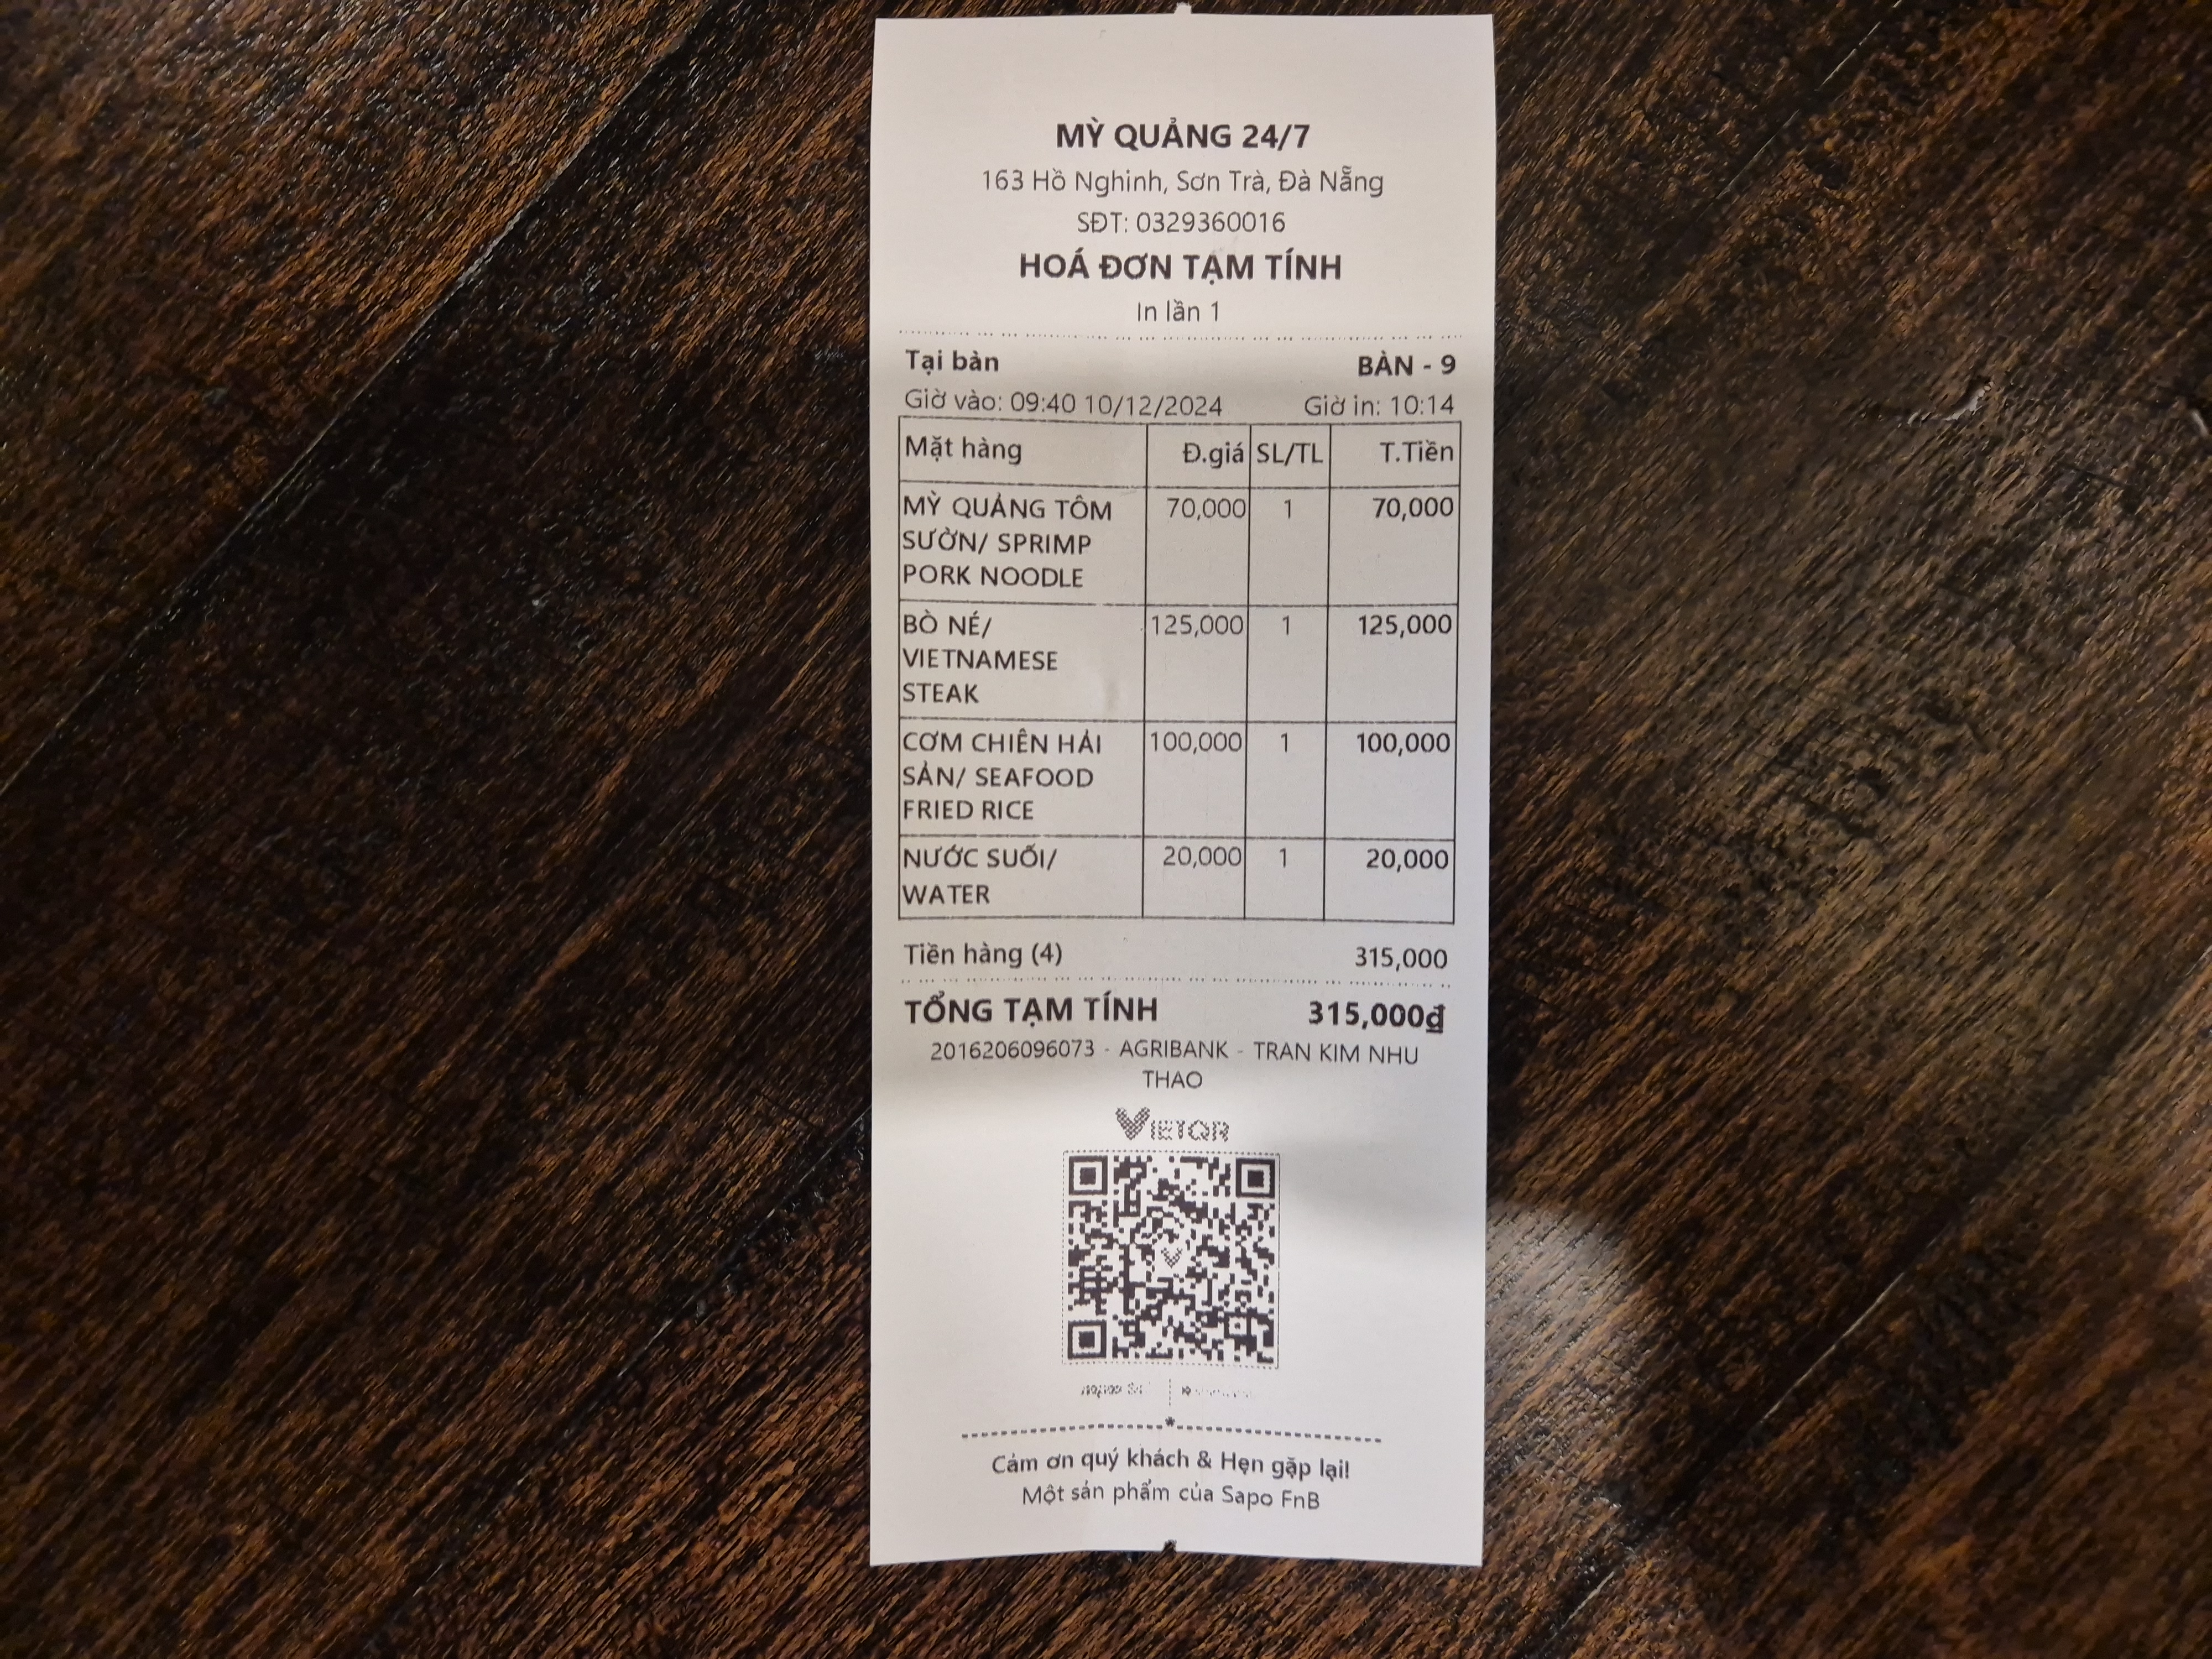 MỲ QUẢNG 24/7
163 Hồ Nghinh, Sơn Trà, Đà Nẵng
SĐT: 0329360016
HOÁ ĐƠN TẠM TÍNH
In lần 1
Tại bàn BÀN - 9
Giờ vào: 09:40 10/12/2024 Giờ in: 10:14
Mặt hàng Đ.giá SL/TL T.Tiền
MỲ QUẢNG TÔM 70,000 1 70,000
SƯỜN/ SPRIMP
PORK NOODLE
BÒ NÉ/ 125,000 1 125,000
VIETNAMESE
STEAK
CƠM CHIÊN HẢI 100,000 1 100,000
SẢN/ SEAFOOD
FRIED RICE
NƯỚC SUỐI/ 20,000 1 20,000
WATER
Tiền hàng (4) 315,000
TỔNG TẠM TÍNH 315,000đ
2016206096073 - AGRIBANK - TRAN KIM NHU
THAO
VIETQR
Cảm ơn quý khách & Hẹn gặp lại!
Một sản phẩm của Sapo FnB